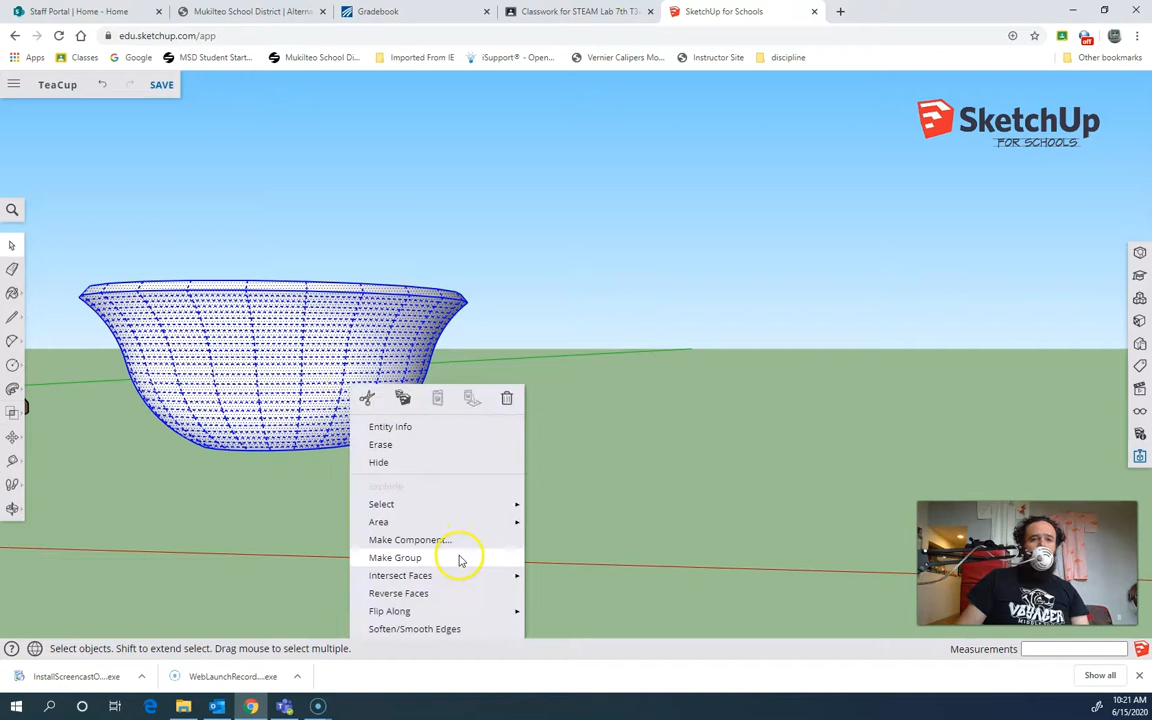 Staff Portal | Home - Home
Mukilteo School District | Altern
Gradebook
Classwork for STEAM Lab 7th T3
SketchUp for Schools
edu.sketchup.com/app
Apps
Classes
Google
MSD Student Start...
Mukilteo School Di...
Imported From IE
iSupport® - Open...
Vernier Calipers Mo...
Instructor Site
discipline
Other bookmarks
off
TeaCup
SAVE
SketchUp
FOR SCHOOLS
Entity Info
Erase
Hide
Explode
Select
Area
Make Component...
Make Group
Intersect Faces
Reverse Faces
Flip Along
Soften/Smooth Edges
VOYAGER
Select objects. Shift to extend select. Drag mouse to select multiple.
Measurements
InstallScreencastO....exe
WebLaunchRecord....exe
Show all
10:21 AM
6/15/2020